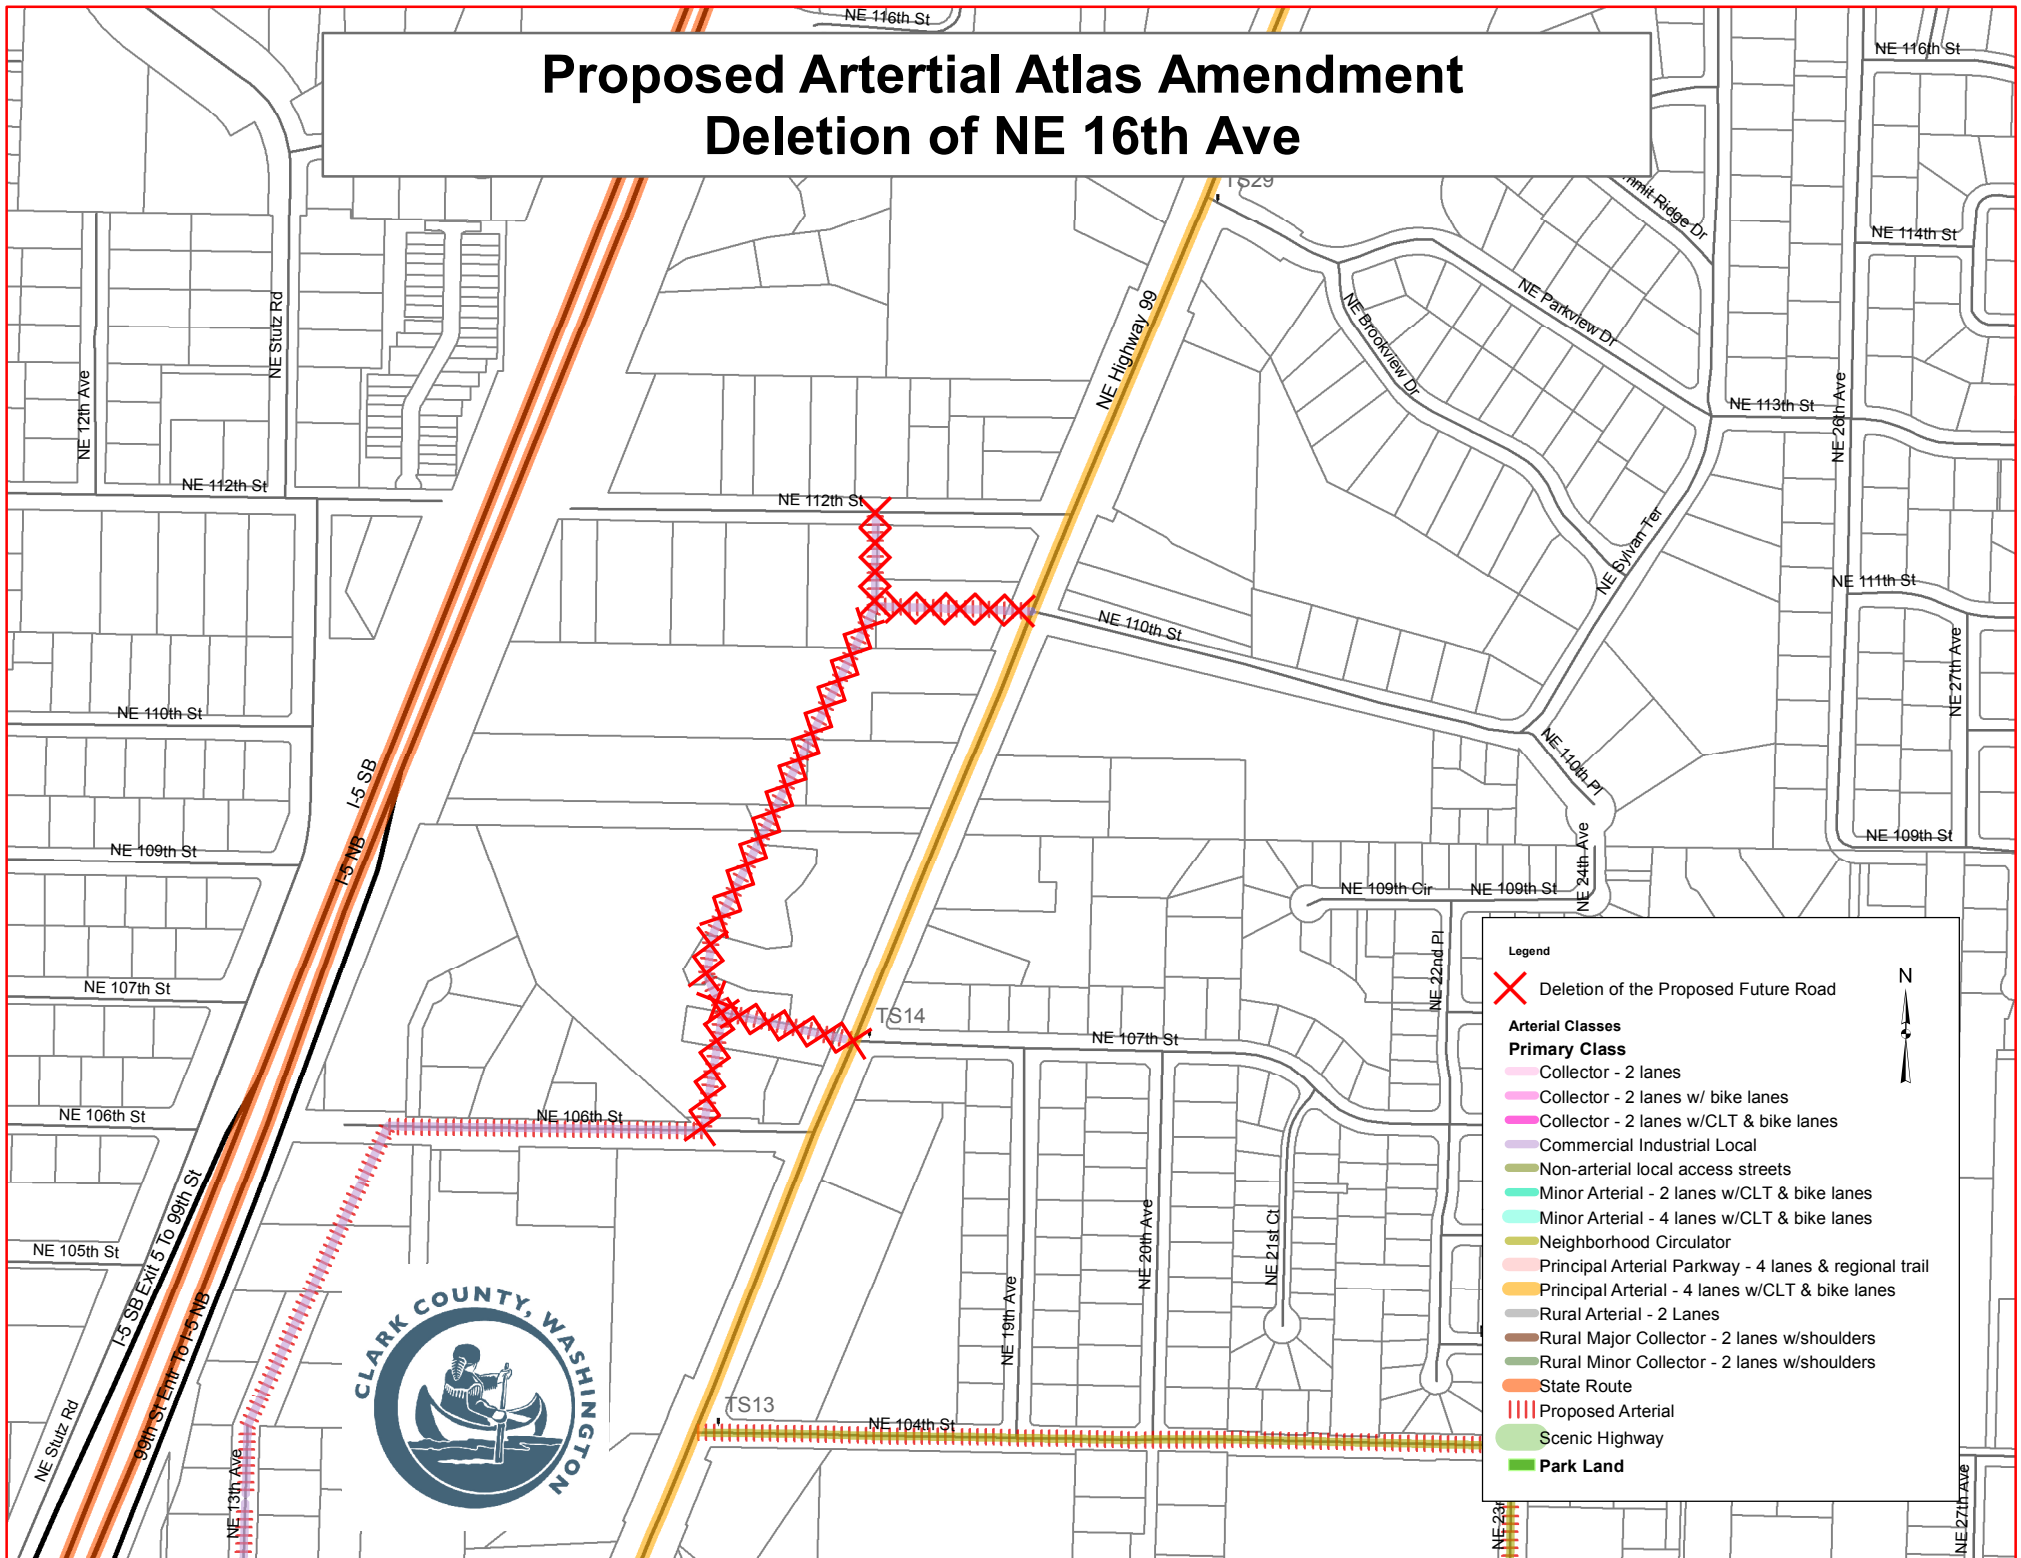 NE 116th St
Proposed Artertial Atlas Amendment
Deletion of NE 16th Ave
NE 116th St
TS29
mmit Ridge Dr
NE 114th St
NE Stutz Rd
NE Highway 99
NE Parkview Dr
NE Brookview Dr
NE 12th Ave
NE 113th St
NE 26th Ave
NE 112th St
NE 112th St
NE Sylvan Ter
NE 111th St
NE 110th St
NE 27th Ave
NE 110th St
NE 110th Pl
I-5 SB
I-5 NB
NE 109th St
NE 109th St
NE 24th Ave
NE 109th Cir
NE 109th St
NE 22nd Pl
NE 107th St
TS14
NE 107th St
NE 106th St
NE 106th St
I-5 SB Exit 5 To 99th St
NE 105th St
99th St Entr To I-5 NB
NE 20th Ave
NE 21st Ct
NE 19th Ave
CLARK COUNTY, WASHINGTON
TS13
NE 104th St
NE Stutz Rd
NE 13th Ave
NE 23r
NE 27th Ave
Legend
N
Deletion of the Proposed Future Road
Arterial Classes
Primary Class
Collector - 2 lanes
Collector - 2 lanes w/ bike lanes
Collector - 2 lanes w/CLT & bike lanes
Commercial Industrial Local
Non-arterial local access streets
Minor Arterial - 2 lanes w/CLT & bike lanes
Minor Arterial - 4 lanes w/CLT & bike lanes
Neighborhood Circulator
Principal Arterial Parkway - 4 lanes & regional trail
Principal Arterial - 4 lanes w/CLT & bike lanes
Rural Arterial - 2 Lanes
Rural Major Collector - 2 lanes w/shoulders
Rural Minor Collector - 2 lanes w/shoulders
State Route
Proposed Arterial
Scenic Highway
Park Land